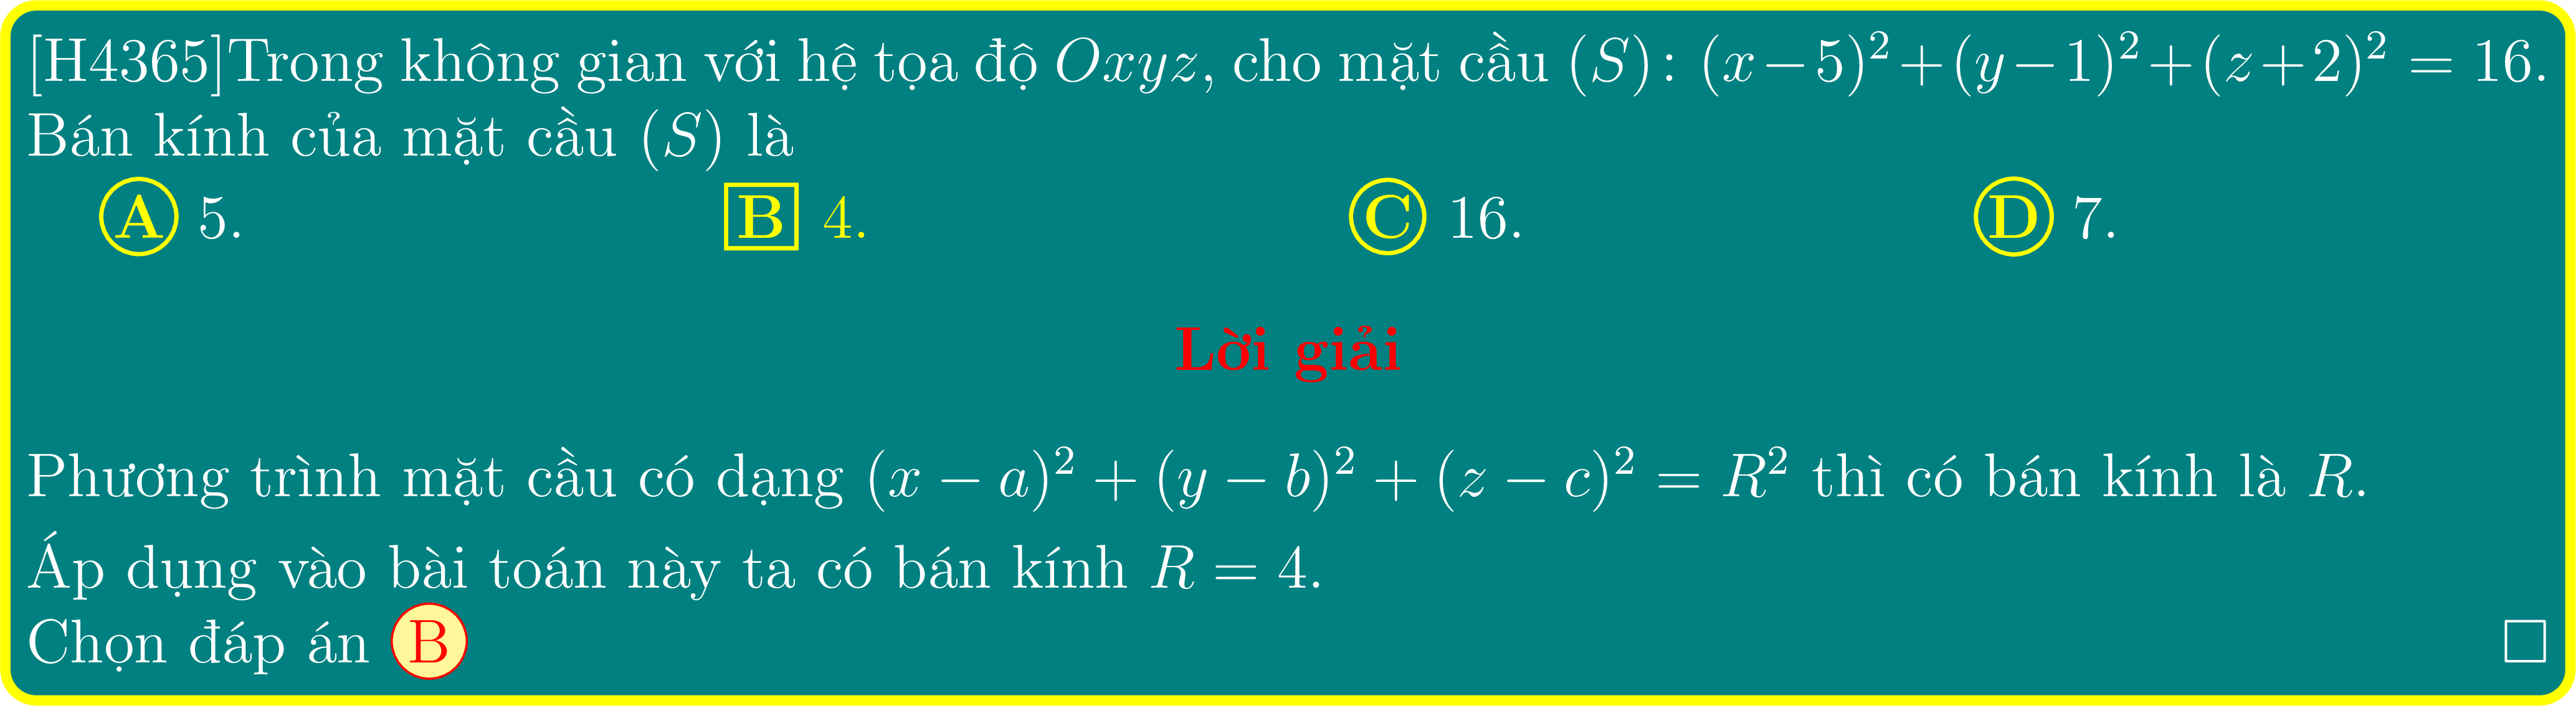 [H4365]Trong không gian với hệ tọa độ Oxyz, cho mặt cầu (S): (x−5)²+(y−1)²+(z+2)² = 16.
Bán kính của mặt cầu (S) là
A 5. B 4. C 16. D 7.
Lời giải
Phương trình mặt cầu có dạng (x − a)² + (y − b)² + (z − c)² = R² thì có bán kính là R.
Áp dụng vào bài toán này ta có bán kính R = 4.
Chọn đáp án B □